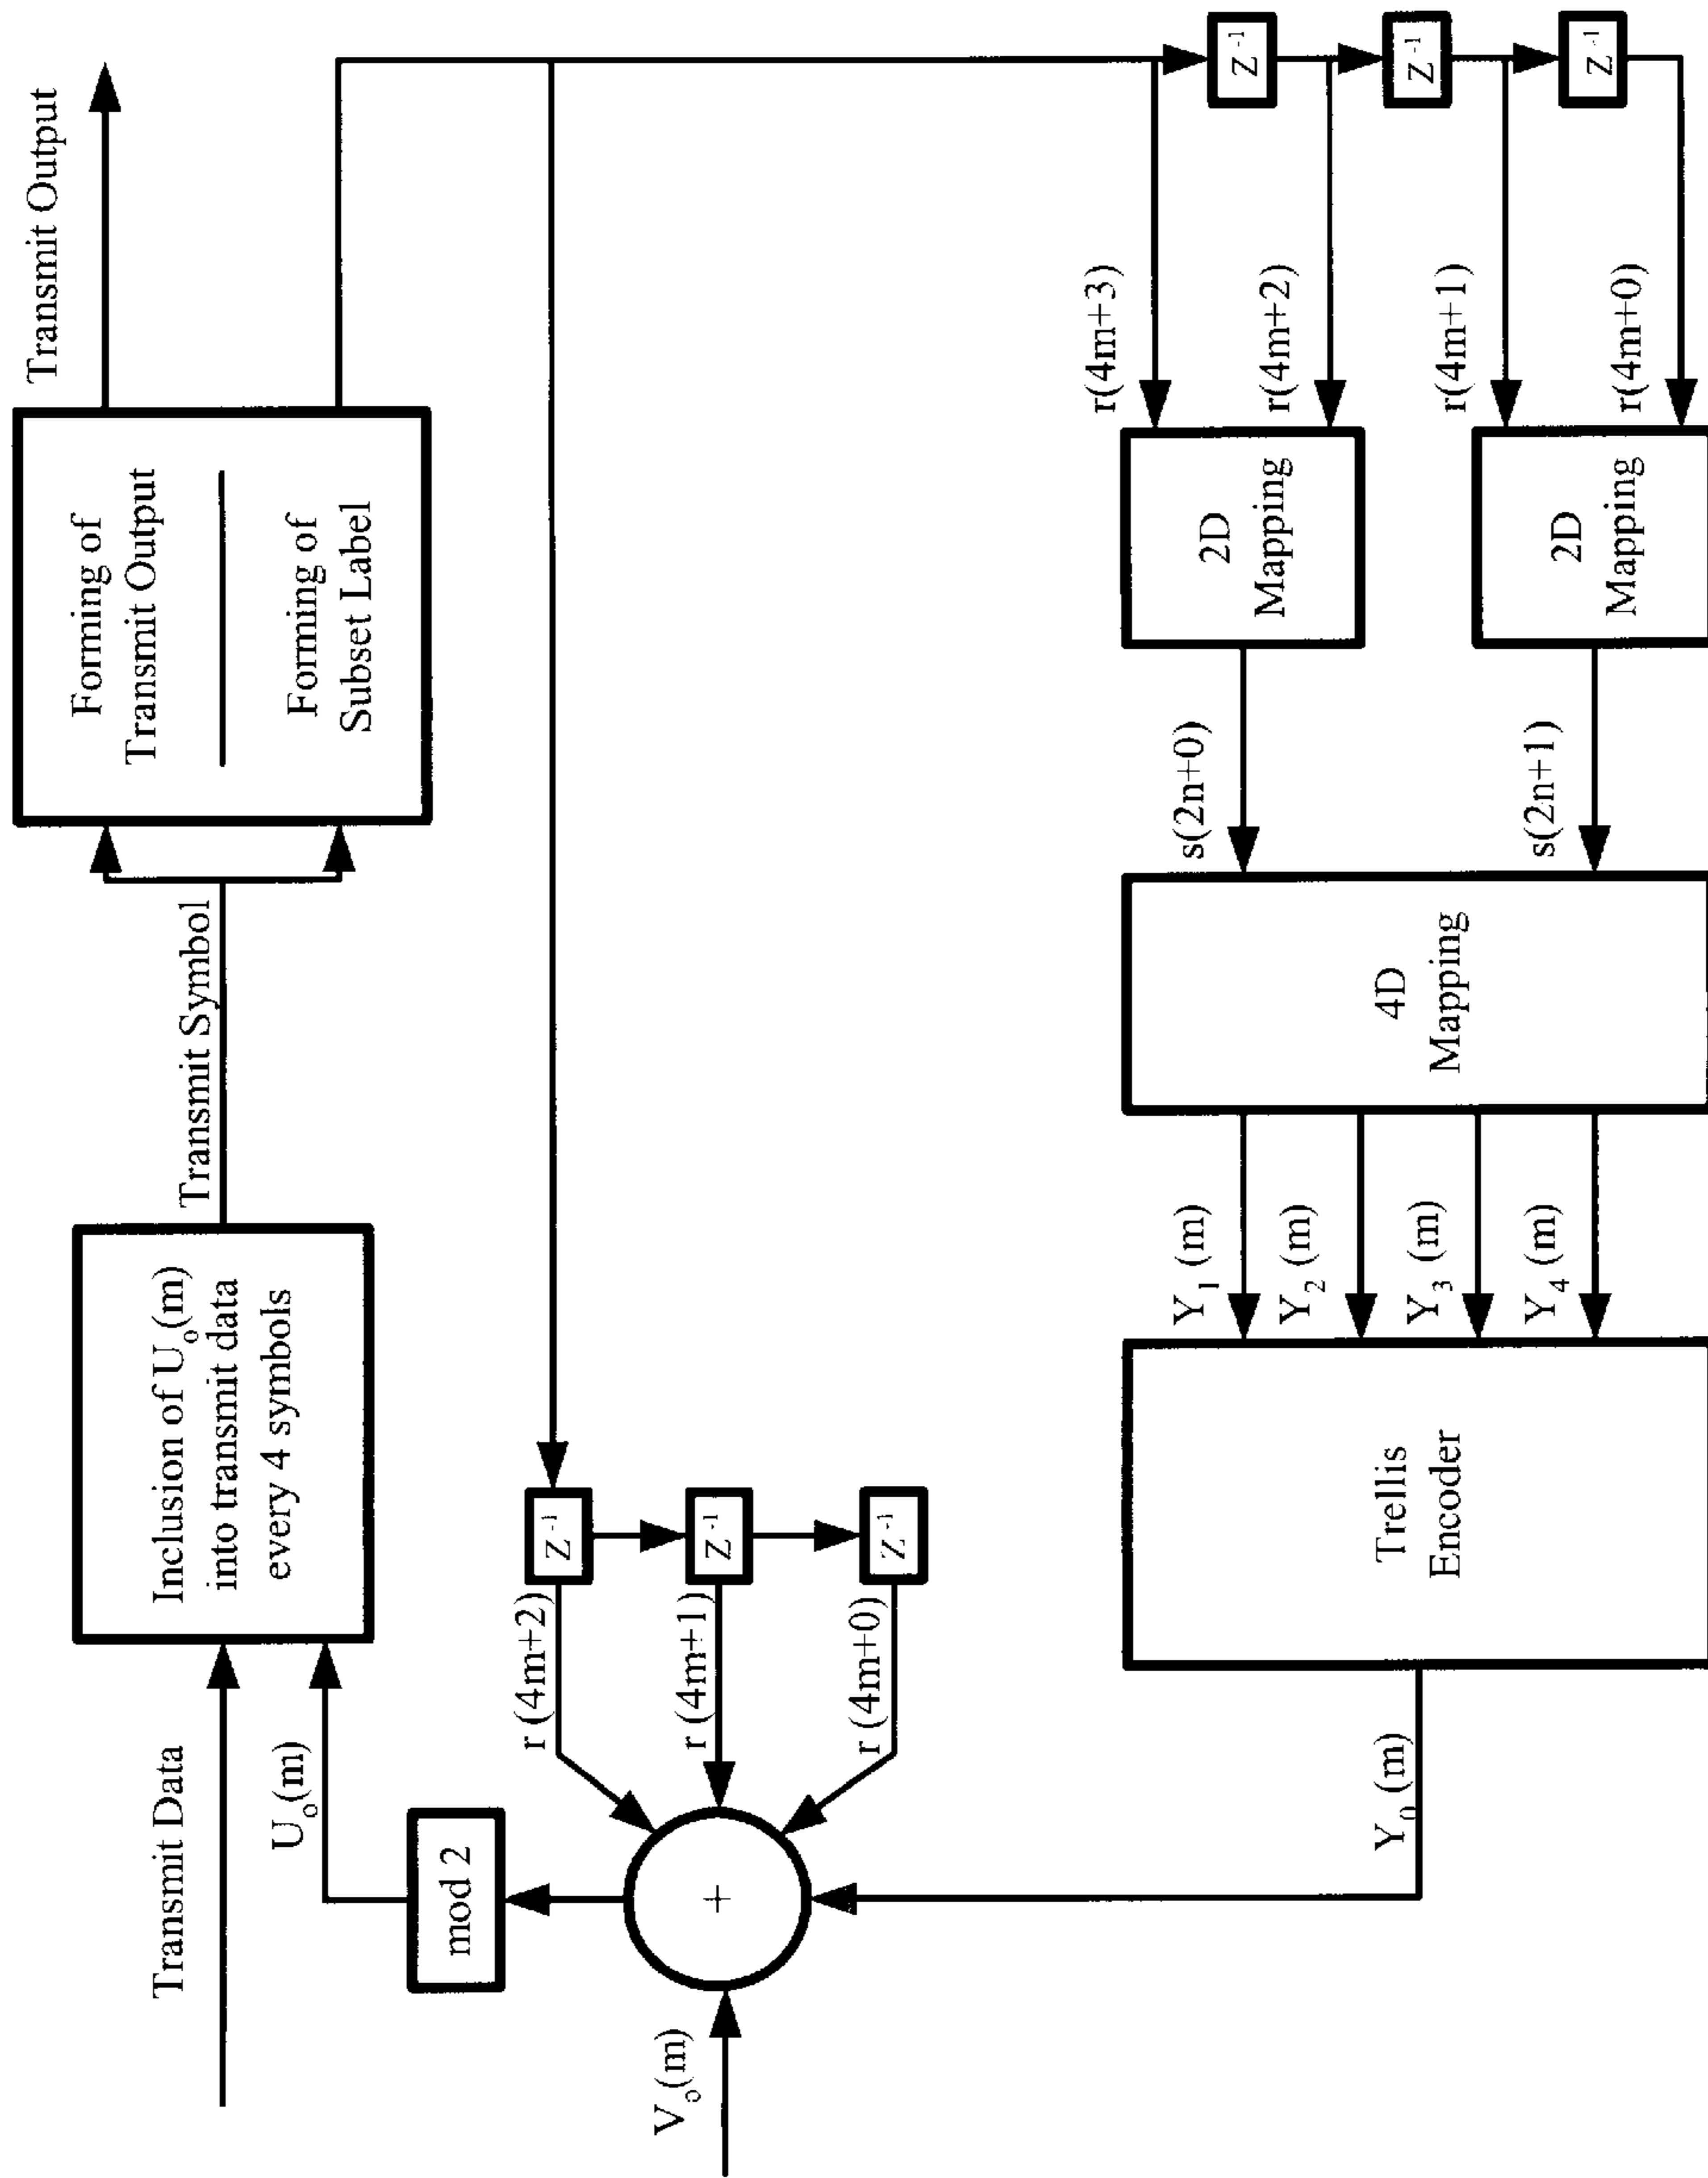 Transmit Data
Inclusion of Uₒ(m)
into transmit data
every 4 symbols
Transmit Symbol
Forming of
Transmit Output
Forming of
Subset Label
Transmit Output
Uₒ(m)
mod 2
Vₒ(m)
+
r (4m+2)
r (4m+1)
r (4m+0)
Z⁻¹
Z⁻¹
Z⁻¹
Y₀ (m)
Trellis
Encoder
Y₁ (m)
Y₂ (m)
Y₃ (m)
Y₄ (m)
4D
Mapping
s(2n+0)
s(2n+1)
2D
Mapping
2D
Mapping
r(4m+3)
r(4m+2)
r(4m+1)
r(4m+0)
Z⁻¹
Z⁻¹
Z⁻¹